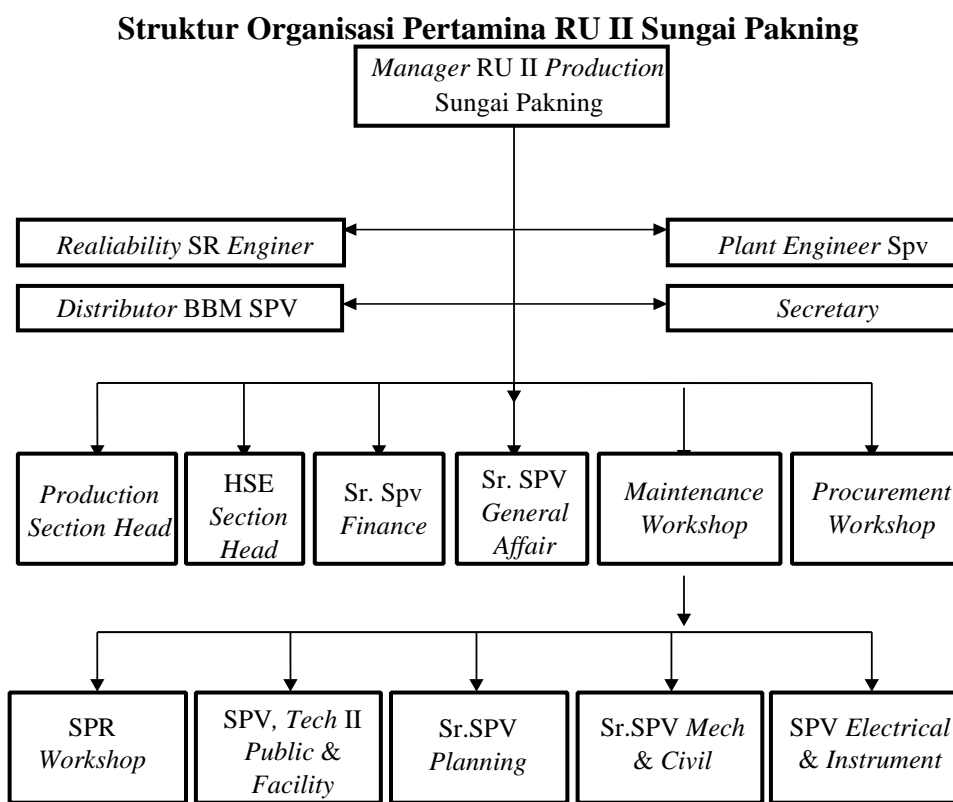 Struktur Organisasi Pertamina RU II Sungai Pakning
Manager RU II Production
Sungai Pakning
Realiability SR Enginer
Plant Engineer Spv
Distributor BBM SPV
Secretary
Production
Section Head
HSE
Section
Head
Sr. Spv
Finance
Sr. SPV
General
Affair
Maintenance
Workshop
Procurement
Workshop
SPR
Workshop
SPV, Tech II
Public &
Facility
Sr.SPV
Planning
Sr.SPV Mech
& Civil
SPV Electrical
& Instrument